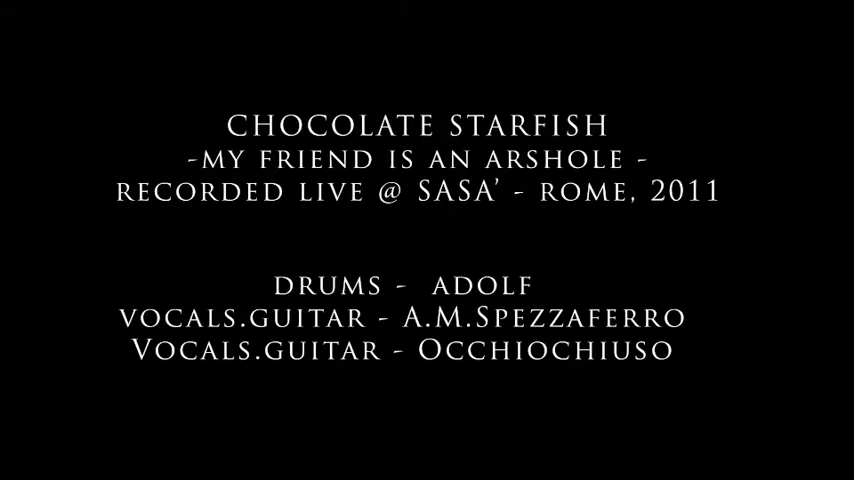 CHOCOLATE STARFISH
-MY FRIEND IS AN ARSHOLE -
RECORDED LIVE @ SASA' - ROME, 2011
DRUMS - ADOLF
VOCALS.GUITAR - A.M.SPEZZAFERRO
VOCALS.GUITAR - OCCHIOCHIUSO